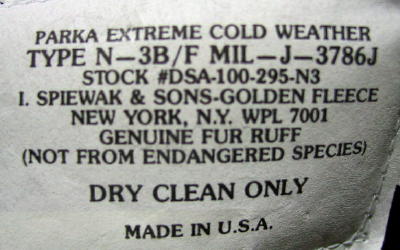 PARKA EXTREME COLD WEATHER
TYPE N—3B/F MIL—J—3786J
STOCK #DSA-100-295-N3
I. SPIEWAK & SONS-GOLDEN FLEECE
NEW YORK, N.Y. WPL 7001
GENUINE FUR RUFF
(NOT FROM ENDANGERED SPECIES)
DRY CLEAN ONLY
MADE IN U.S.A.